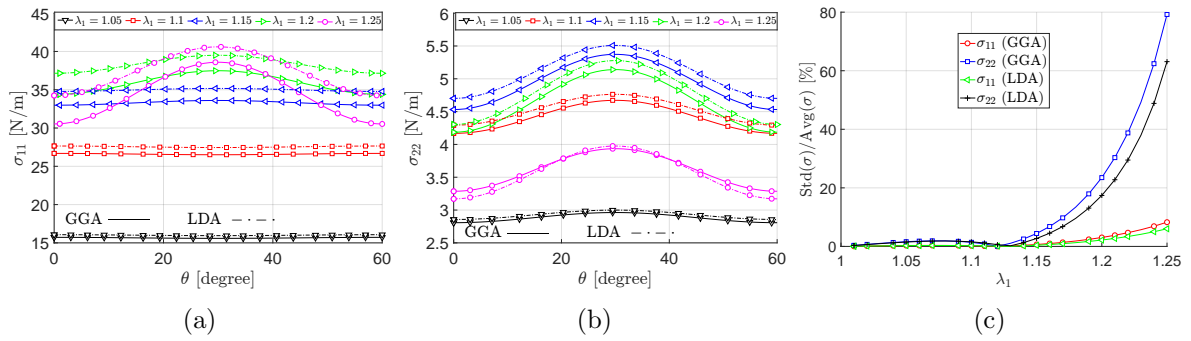 λ₁ = 1.05 λ₁ = 1.1 λ₁ = 1.15 λ₁ = 1.2 λ₁ = 1.25
45
40
35
30
25
20
15
σ₁₁ [N/m]
GGA LDA
0 20 40 60
θ [degree]
(a)
λ₁ = 1.05 λ₁ = 1.1 λ₁ = 1.15 λ₁ = 1.2 λ₁ = 1.25
5.5
5
4.5
4
3.5
3
2.5
σ₂₂ [N/m]
GGA LDA
0 20 40 60
θ [degree]
(b)
80
60
40
20
0
Std(σ)/Avg(σ) [%]
σ₁₁ (GGA)
σ₂₂ (GGA)
σ₁₁ (LDA)
σ₂₂ (LDA)
1 1.05 1.1 1.15 1.2 1.25
λ₁
(c)